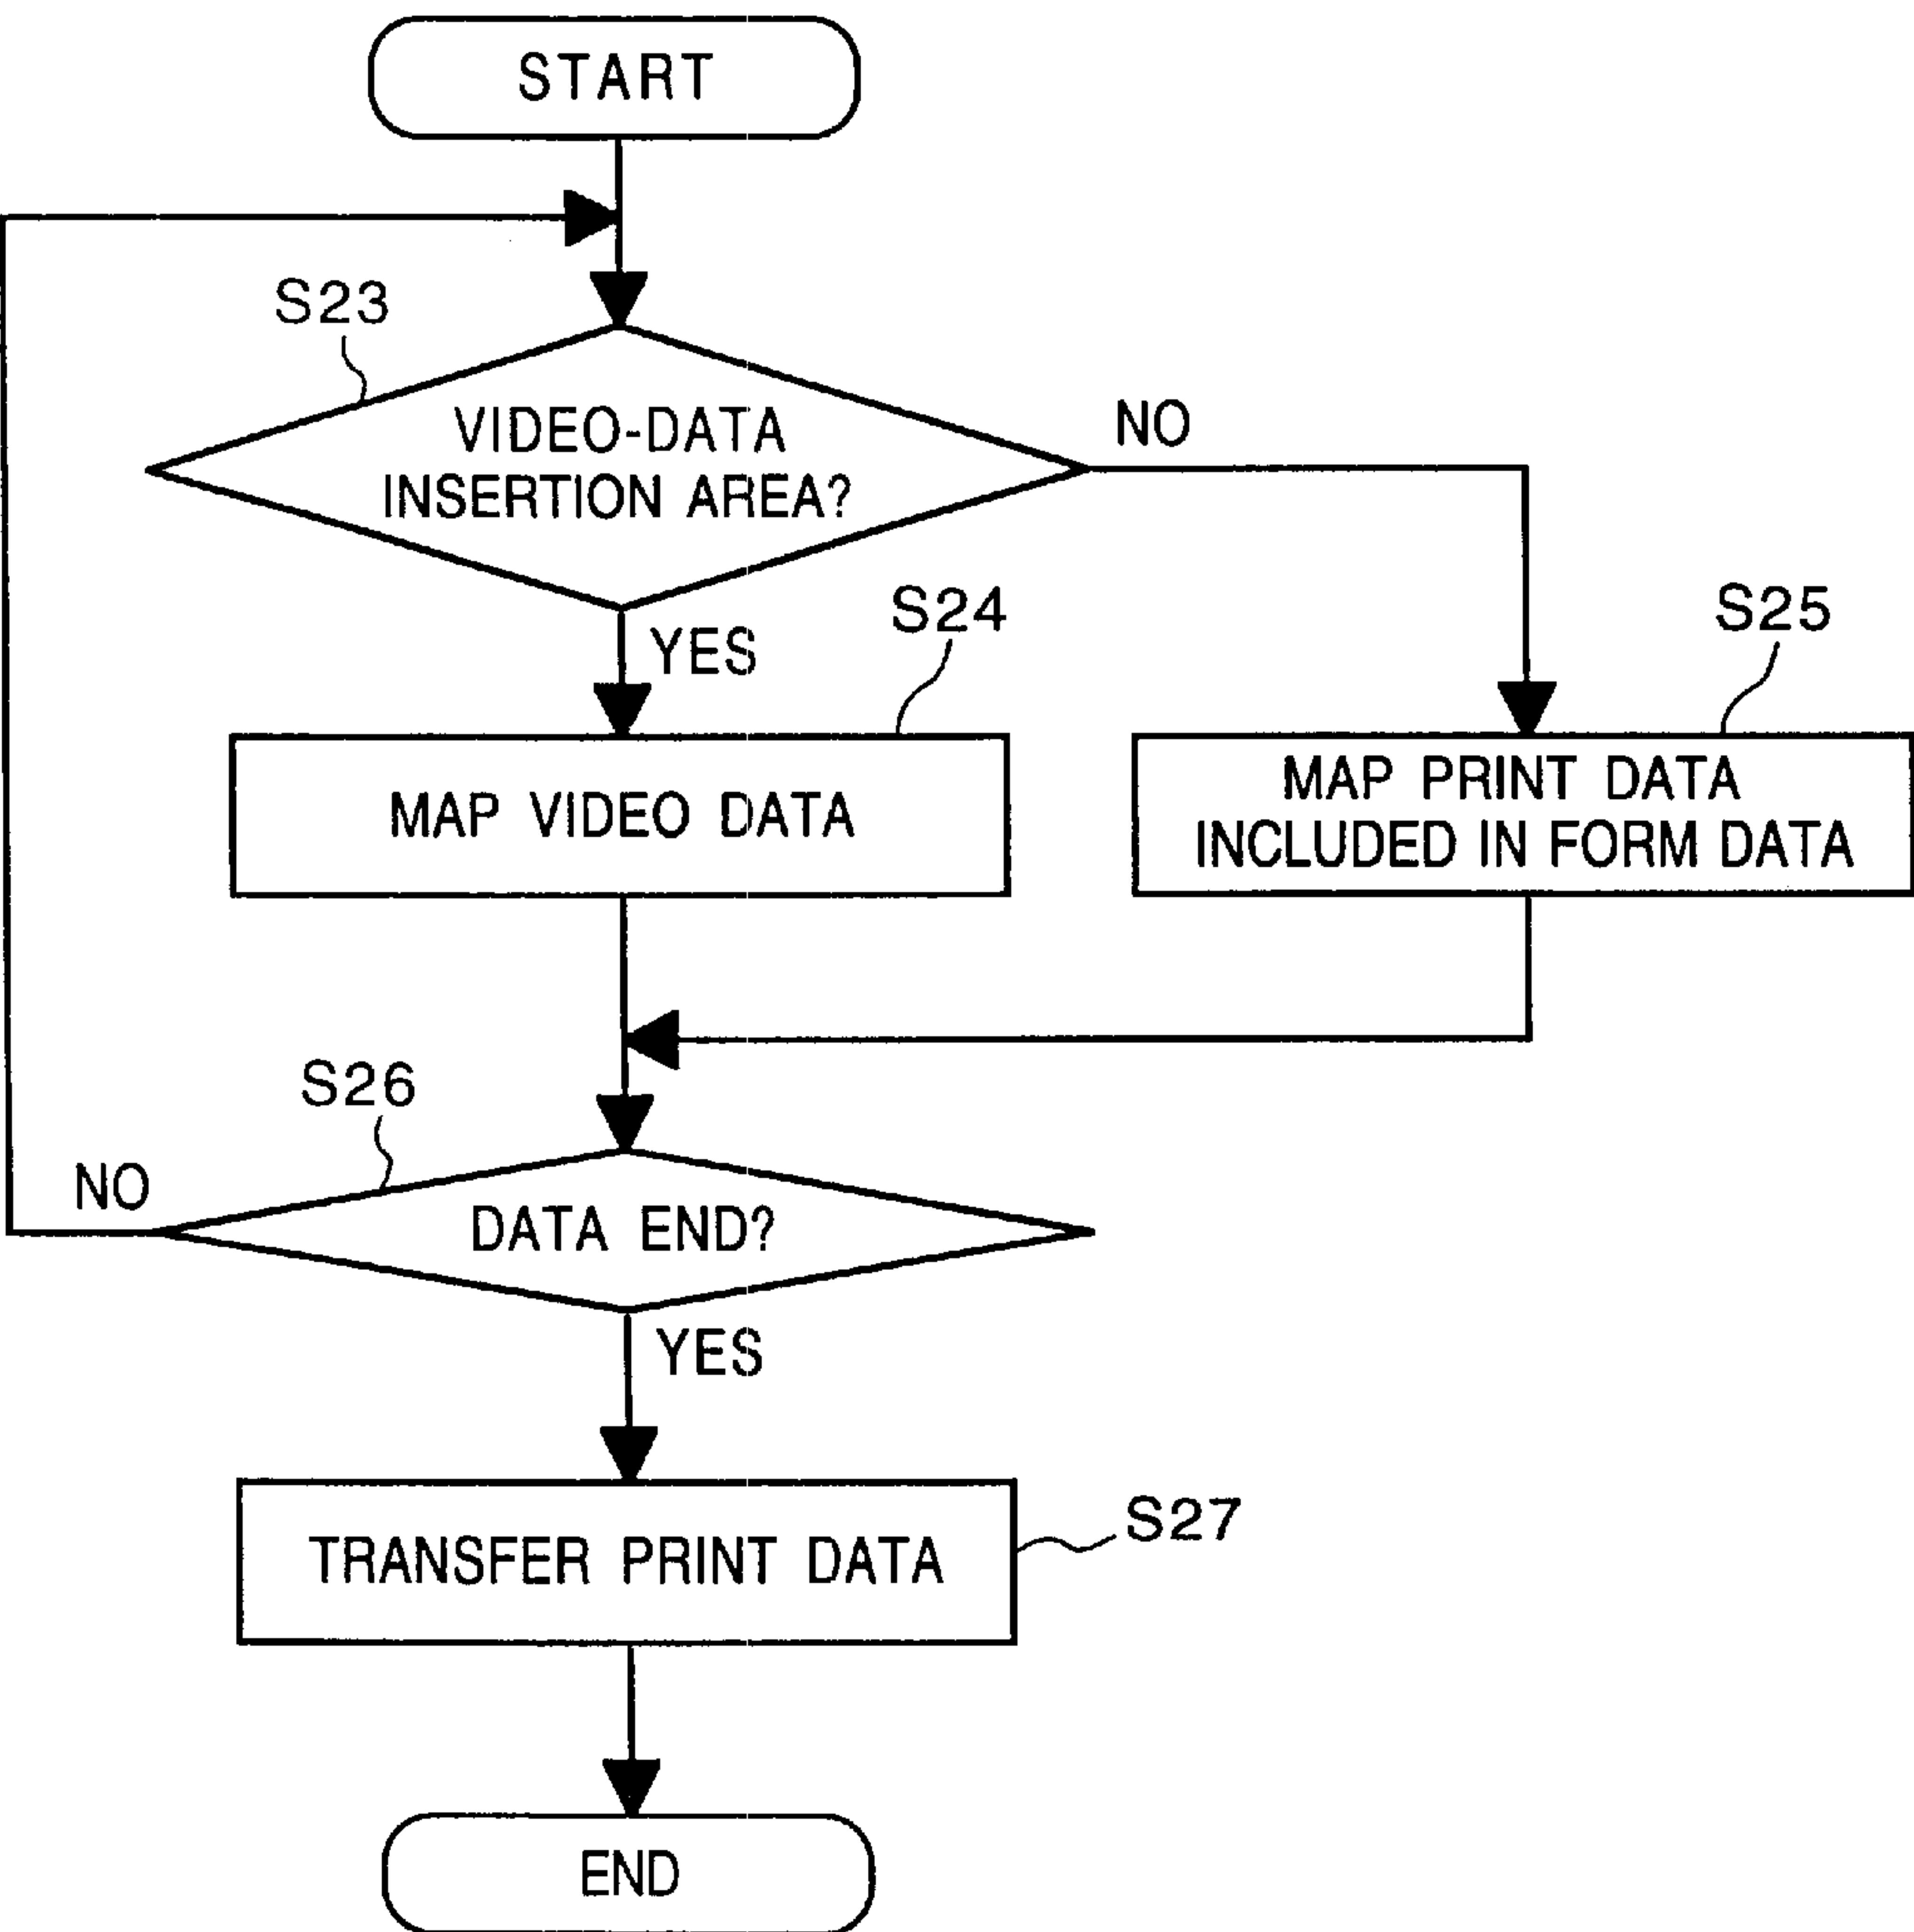 START
S23
VIDEO-DATA
INSERTION AREA?
NO
YES
S24
S25
MAP VIDEO DATA
MAP PRINT DATA
INCLUDED IN FORM DATA
S26
NO
DATA END?
YES
TRANSFER PRINT DATA
S27
END